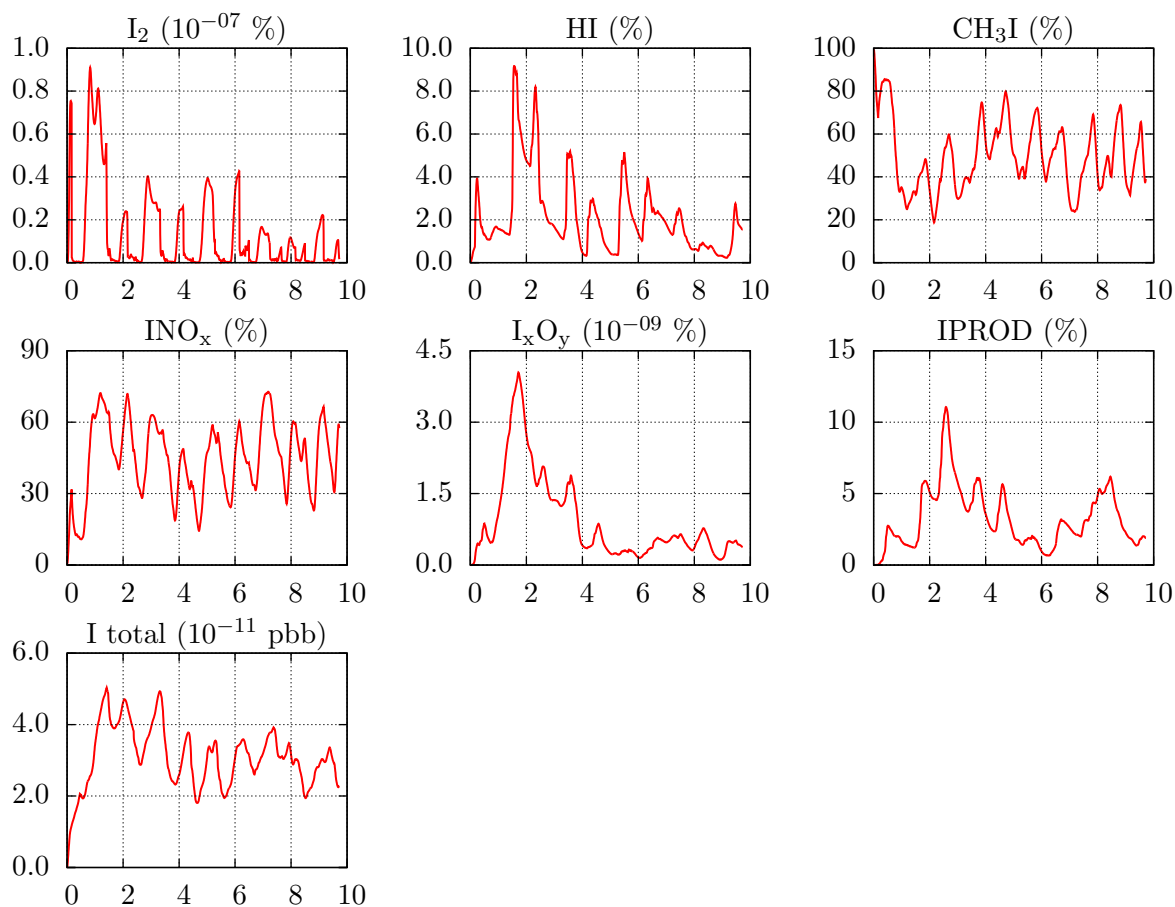 I₂ (10⁻⁰⁷ %) HI (%) CH₃I (%)
1.0 10.0 100
0.8 8.0 80
0.6 6.0 60
0.4 4.0 40
0.2 2.0 20
0.0 0.0 0
0 2 4 6 8 10 0 2 4 6 8 10 0 2 4 6 8 10
INOₓ (%) IₓO_y (10⁻⁰⁹ %) IPROD (%)
90 4.5 15
60 3.0 10
30 1.5 5
0 0.0 0
0 2 4 6 8 10 0 2 4 6 8 10 0 2 4 6 8 10
I total (10⁻¹¹ pbb)
6.0
4.0
2.0
0.0
0 2 4 6 8 10